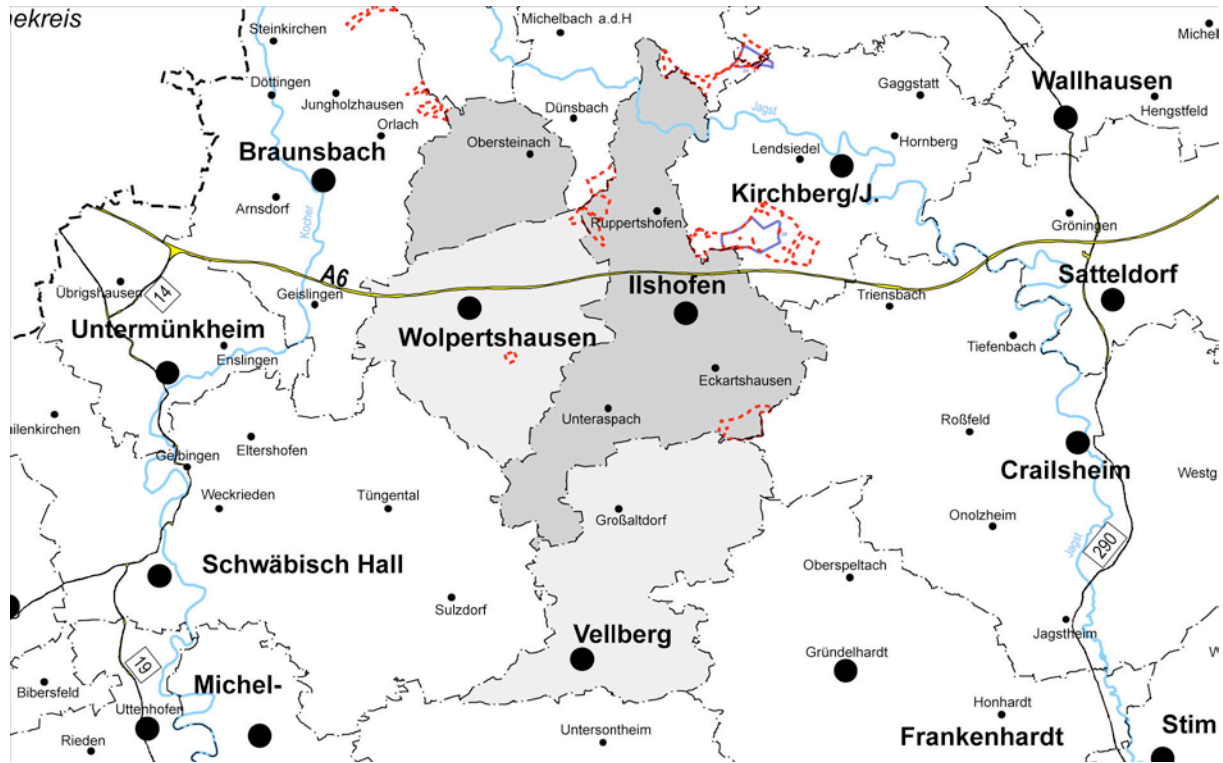 ekreis
Michelbach a.d.H
Steinkirchen
Michel
Döttingen
Jungholzhausen
Gaggstatt
Wallhausen
Hengstfeld
Dünsbach
Jagst
Orlach
Obersteinach
Hornberg
Braunsbach
Lendsiedel
Kirchberg/J.
Arnsdorf
Kocher
Ruppertshofen
Gröningen
A6
Übrigshausen
14
Geislingen
Ilshofen
Satteldorf
Triensbach
Untermünkheim
Wolpertshausen
Tiefenbach
Enslingen
Eckartshausen
ailenkirchen
Unteraspach
Roßfeld
Eltershofen
Gelbingen
Crailsheim
Westg
Weckrieden
Tüngental
Großaltdorf
Onolzheim
Jagst
290
Schwäbisch Hall
Oberspeltach
Sulzdorf
Vellberg
Jagstheim
Gründelhardt
W
19
Bibersfeld
Michel-
Uttenhofen
Honhardt
Rieden
Untersontheim
Frankenhardt
Stim